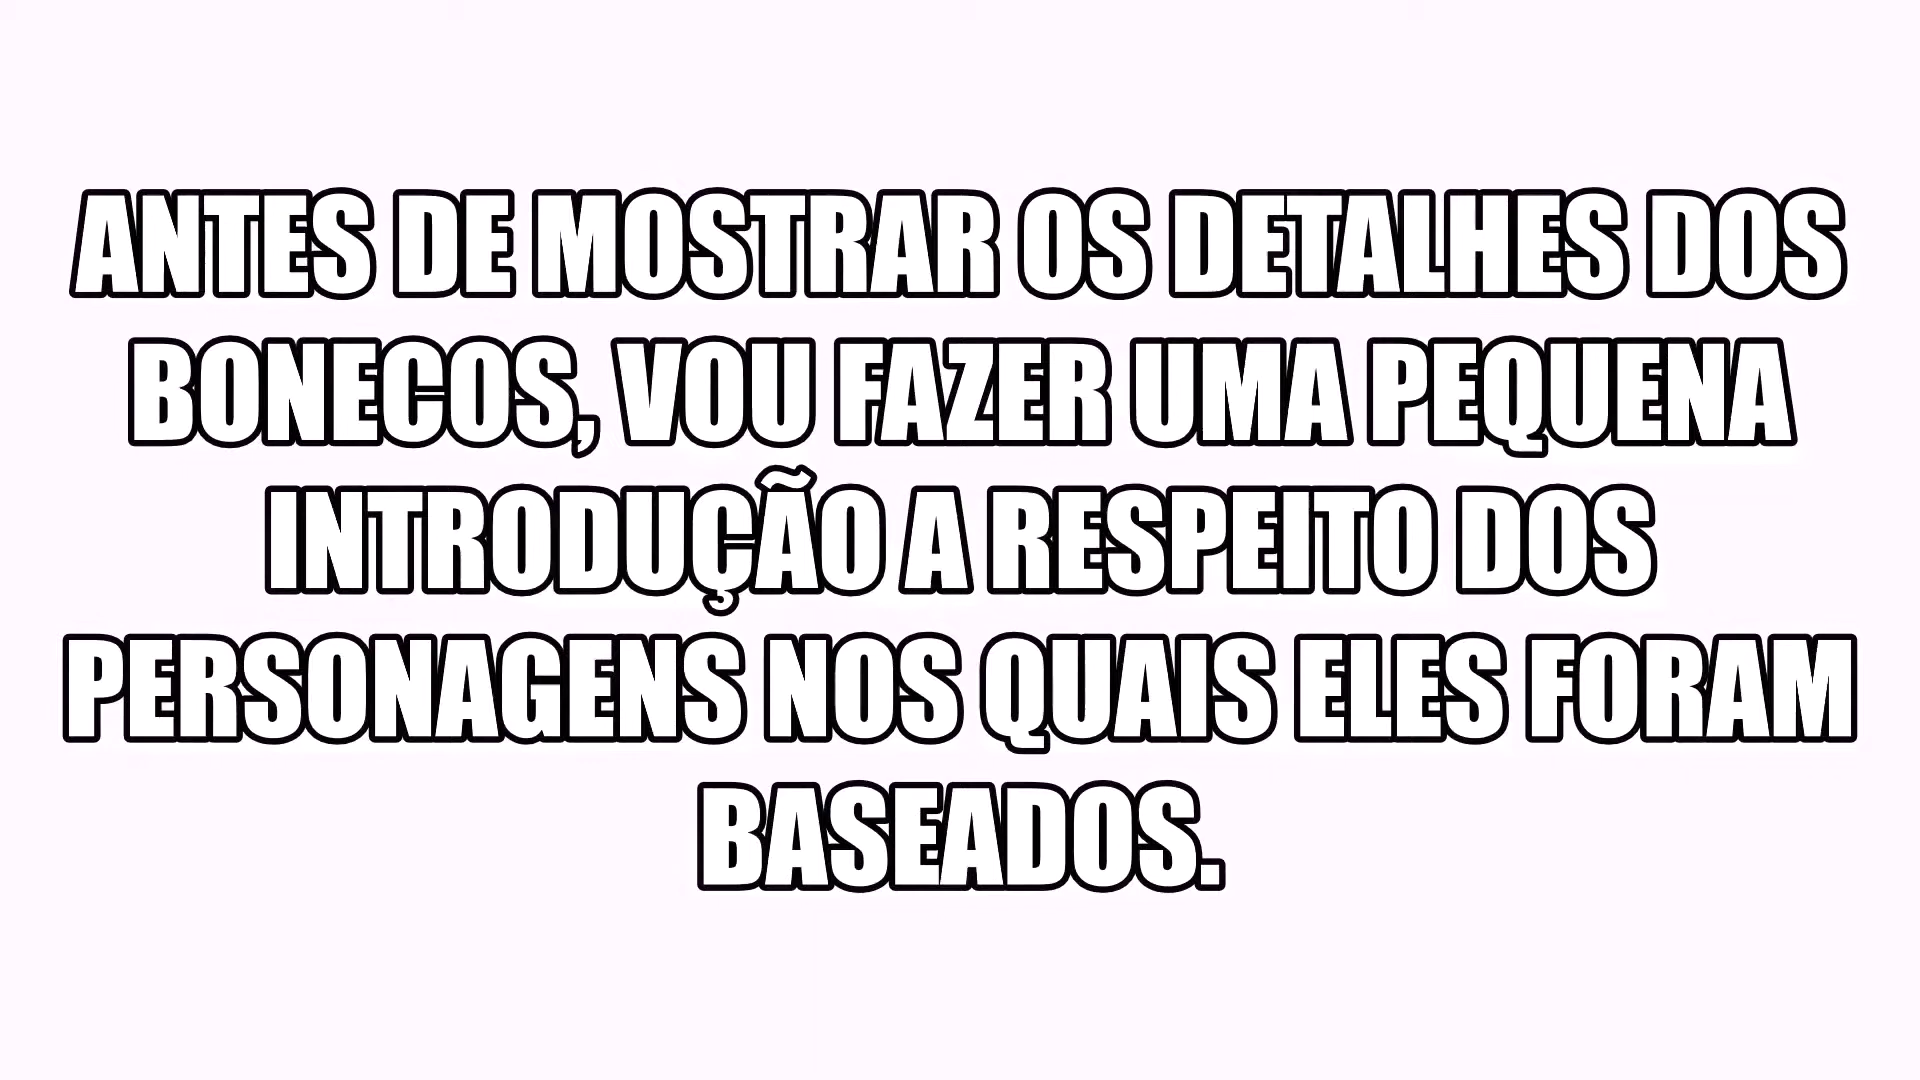 ANTES DE MOSTRAR OS DETALHES DOS
BONECOS, VOU FAZER UMA PEQUENA
INTRODUÇÃO A RESPEITO DOS
PERSONAGENS NOS QUAIS ELES FORAM
BASEADOS.